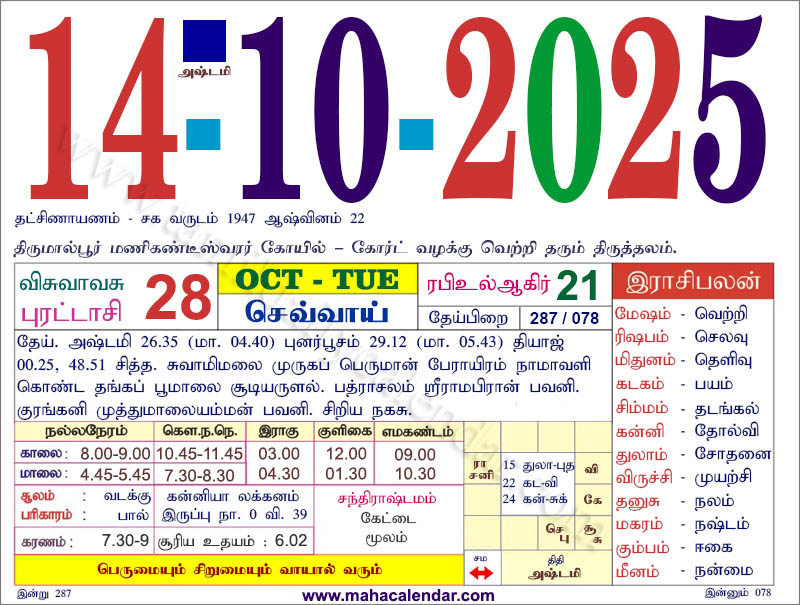 14-10-2025
அஷ்டமி
தட்சிணாயணம் - சக வருடம் 1947 ஆஷ்வினம் 22
திருமால்பூர் மணிகண்டீஸ்வரர் கோயில் – கோர்ட் வழக்கு வெற்றி தரும் திருத்தலம்.
விசுவாவசு
புரட்டாசி 28
OCT - TUE
செவ்வாய்
ரபிஉல்ஆகிர் 21
தேய்பிறை 287 / 078
தேய். அஷ்டமி 26.35 (மா. 04.40) புனர்பூசம் 29.12 (மா. 05.43) தியாஜ்
00.25, 48.51 சித்த. சுவாமிமலை முருகப் பெருமான் பேராயிரம் நாமாவளி
கொண்ட தங்கப் பூமாலை சூடியருளல். பத்ராசலம் ஸ்ரீராமபிரான் பவனி.
குரங்கனி முத்துமாலையம்மன் பவனி. சிறிய நகசு.
இராசிபலன்
மேஷம் - வெற்றி
ரிஷபம் - செலவு
மிதுனம் - தெளிவு
கடகம் - பயம்
சிம்மம் - தடங்கல்
கன்னி - தோல்வி
துலாம் - சோதனை
விருச்சி - முயற்சி
தனுசு - நலம்
மகரம் - நஷ்டம்
கும்பம் - ஈகை
மீனம் - நன்மை
நல்லநேரம் கௌ.ந.நெ. இராகு குளிகை எமகண்டம்
காலை: 8.00-9.00 10.45-11.45 03.00 12.00 09.00
மாலை: 4.45-5.45 7.30-8.30 04.30 01.30 10.30
சூலம் : வடக்கு
பரிகாரம் : பால்
கன்னியா லக்கனம்
இருப்பு நா. 0 வி. 39
சந்திராஷ்டமம்
கேட்டை
மூலம்
கரணம் : 7.30-9 சூரிய உதயம் : 6.02
பெருமையும் சிறுமையும் வாயால் வரும்
ரா
சனி
15 துலா-புத
22 கட-வி
24 கன்-சுக்
வி
கே
செ
பு
சூ
சு
சம
திதி
அஷ்டமி
இன்று 287
www.mahacalendar.com
இன்னும் 078